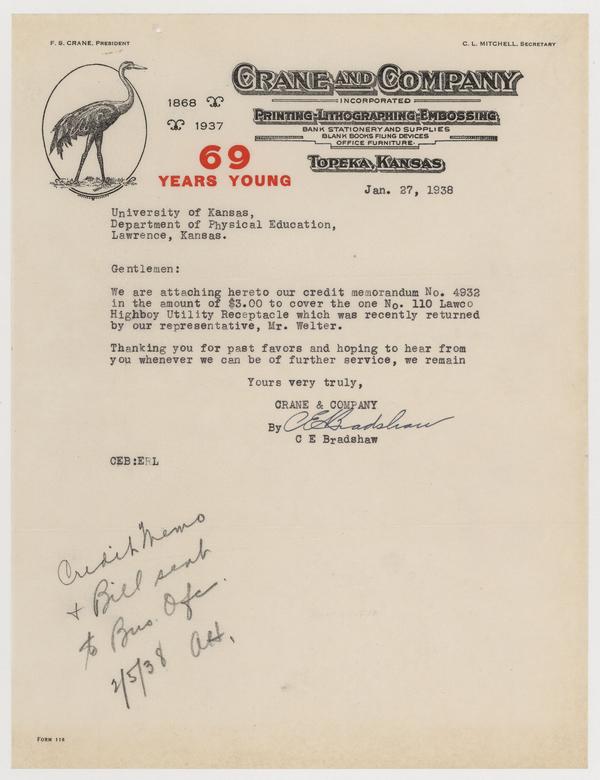 F. S. CRANE, PRESIDENT
C. L. MITCHELL, SECRETARY
CRANE AND COMPANY
INCORPORATED
1868
1937
PRINTING-LITHOGRAPHING-EMBOSSING
BANK STATIONERY AND SUPPLIES
BLANK BOOKS FILING DEVICES
OFFICE FURNITURE
69
YEARS YOUNG
TOPEKA, KANSAS
Jan. 27, 1938
University of Kansas,
Department of Physical Education,
Lawrence, Kansas.
Gentlemen:
We are attaching hereto our credit memorandum No. 4932
in the amount of $3.00 to cover the one No. 110 Lawco
Highboy Utility Receptacle which was recently returned
by our representative, Mr. Welter.
Thanking you for past favors and hoping to hear from
you whenever we can be of further service, we remain
Yours very truly,
CRANE & COMPANY
By CE Bradshaw
C E Bradshaw
CEB:ERL
Credit Memo
+ Bill sent
to Bus. Ofc.
2/5/38
FORM 116